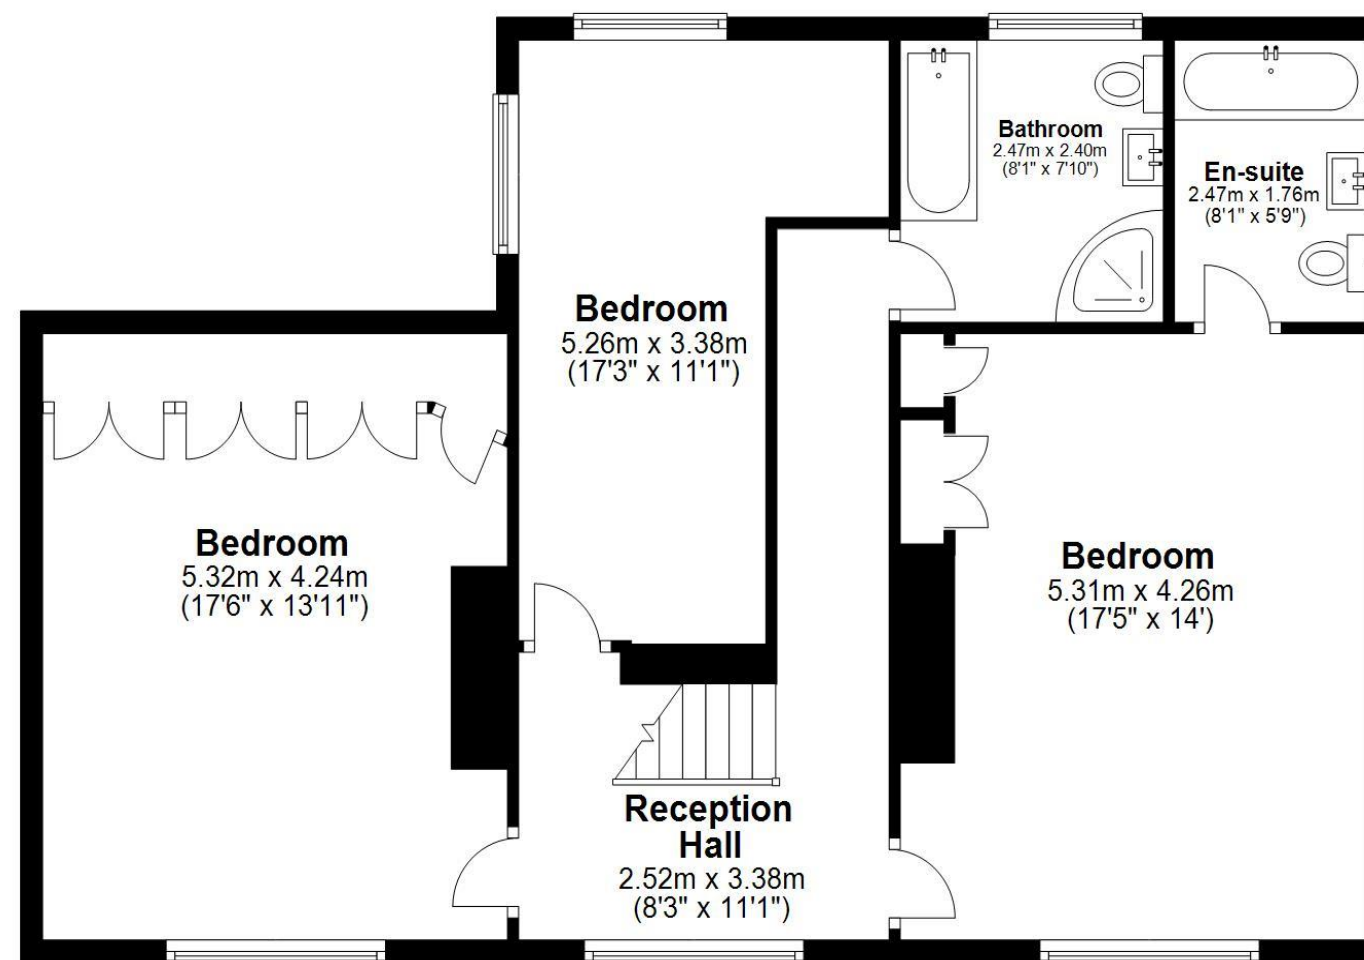 Bathroom
2.47m x 2.40m
(8'1" x 7'10")
En-suite
2.47m x 1.76m
(8'1" x 5'9")
Bedroom
5.26m x 3.38m
(17'3" x 11'1")
Bedroom
5.32m x 4.24m
(17'6" x 13'11")
Bedroom
5.31m x 4.26m
(17'5" x 14')
Reception
Hall
2.52m x 3.38m
(8'3" x 11'1")